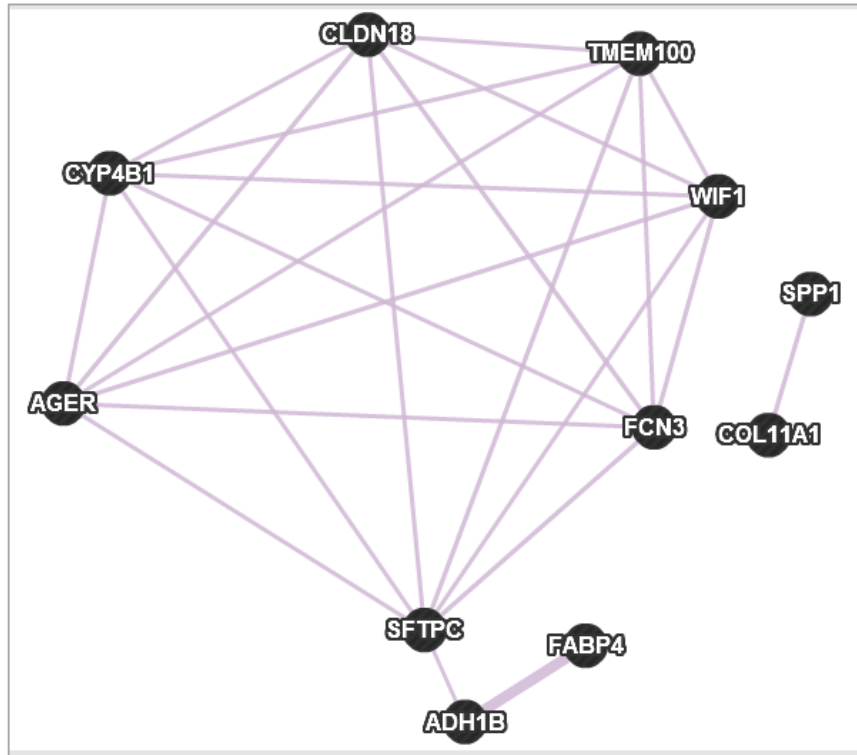 CLDN18
TMEM100
CYP4B1
WIF1
SPP1
AGER
FCN3
COL11A1
SFTPC
FABP4
ADH1B